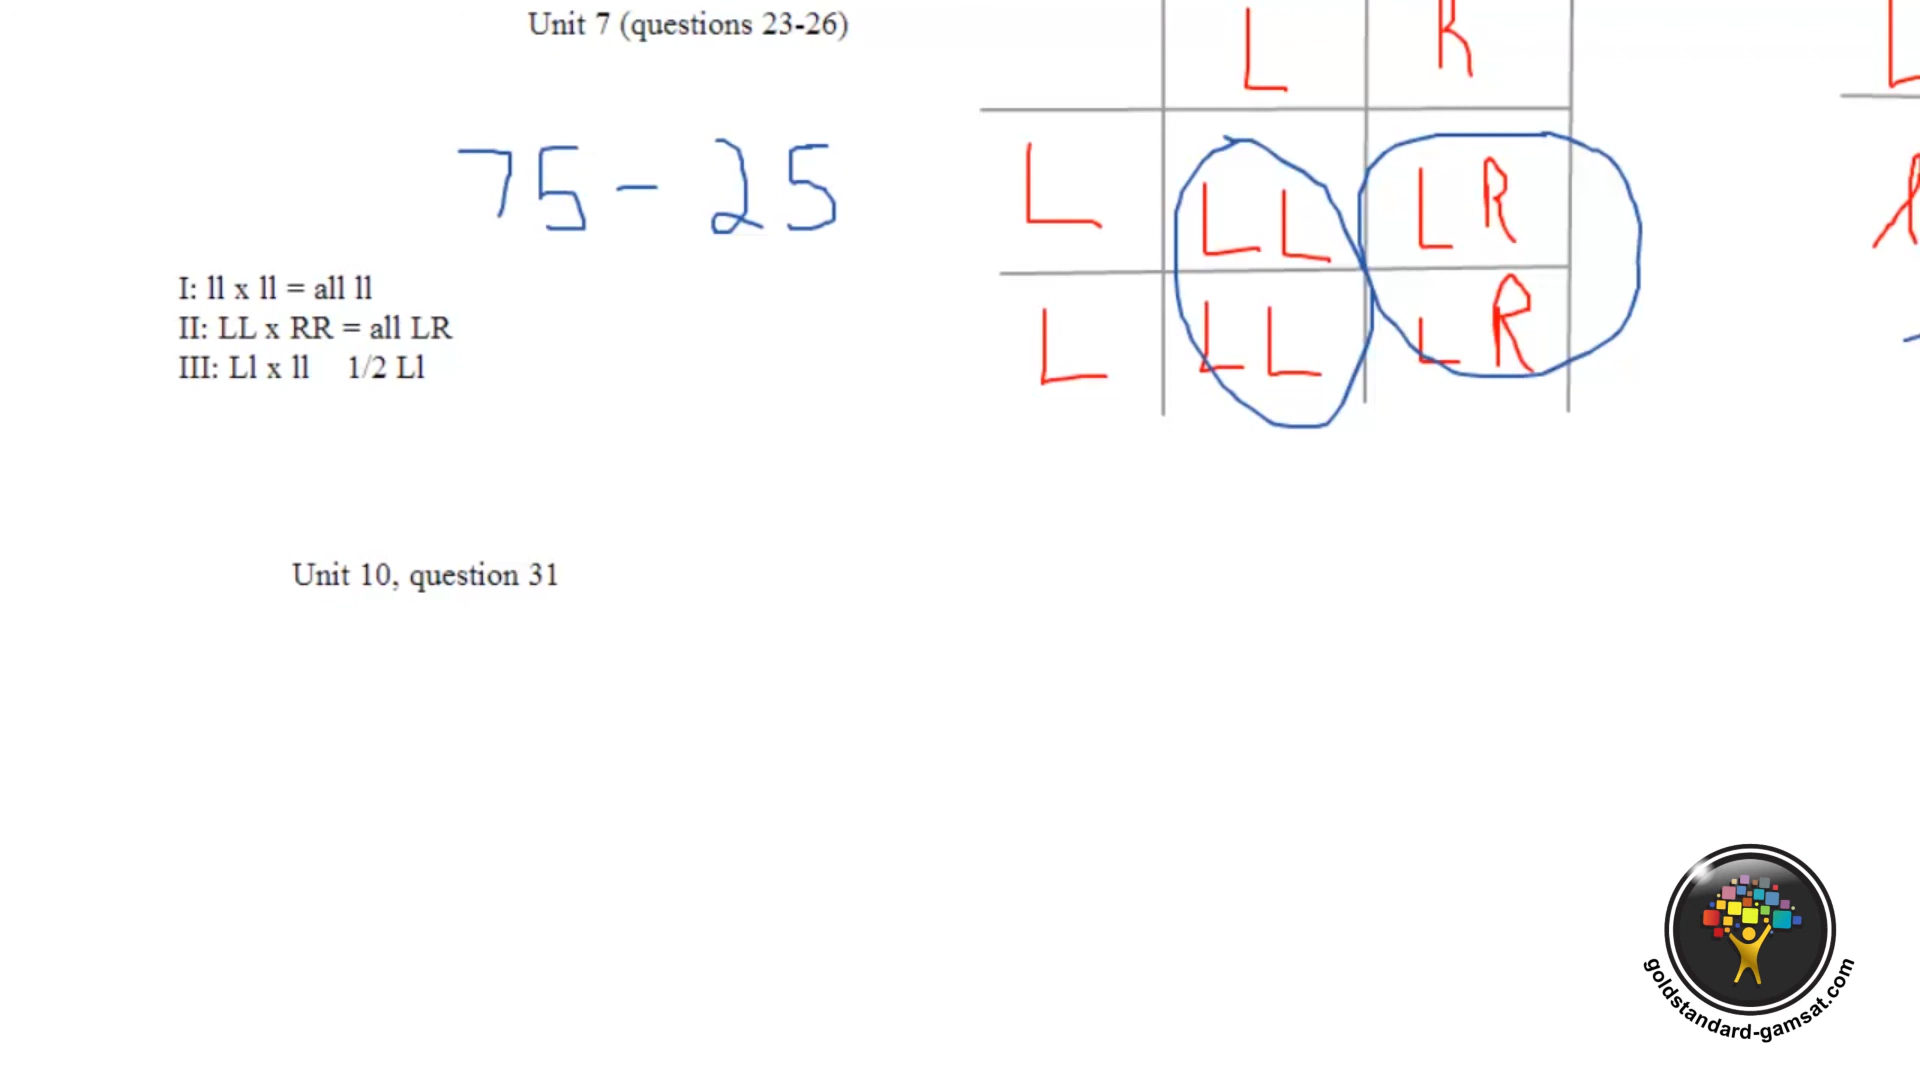 Unit 7 (questions 23-26)
L R
75-25
L LL LR
L LL LR
I: ll x ll = all ll
II: LL x RR = all LR
III: Ll x ll 1/2 Ll
Unit 10, question 31
goldstandard-gamsat.com